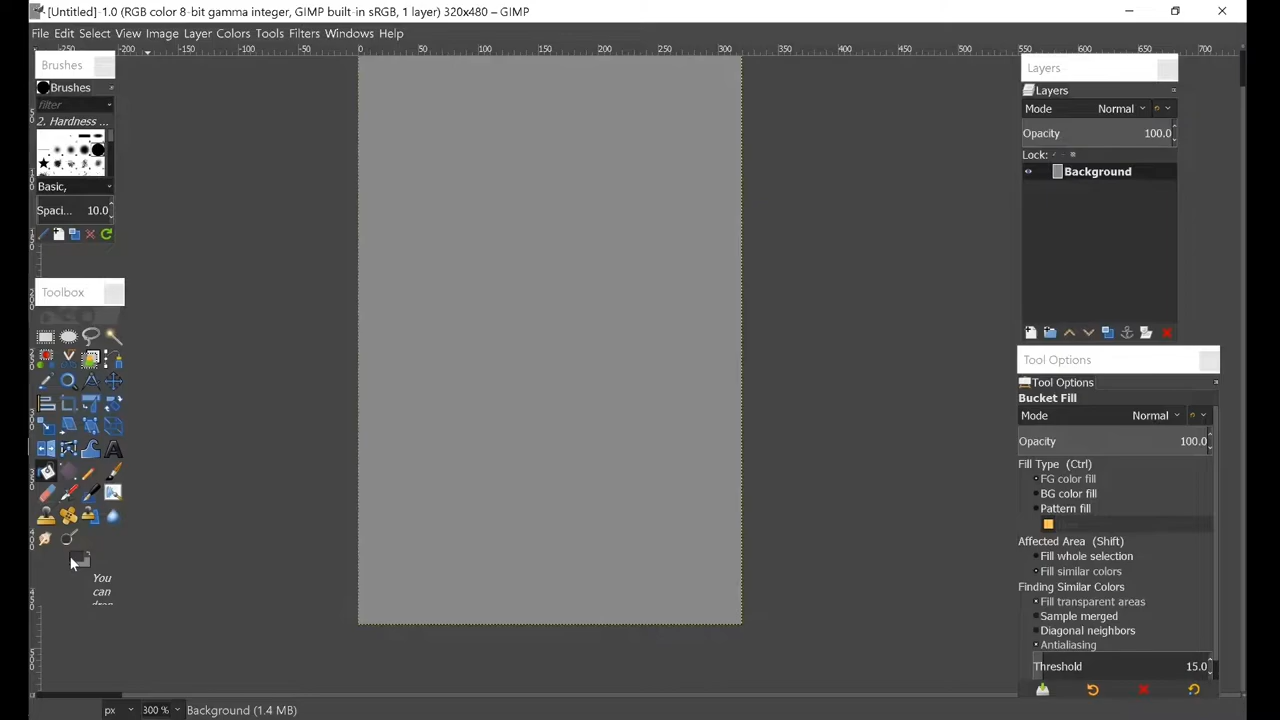 [Untitled]-1.0 (RGB color 8-bit gamma integer, GIMP built-in sRGB, 1 layer) 320x480 – GIMP
File Edit Select View Image Layer Colors Tools Filters Windows Help
-250 -200 -150 -100 -50 0 50 100 150 200 250 300 350 400 450 500 550 600 650 700
Brushes
Brushes
filter
2. Hardness ...
Basic,
Spaci... 10.0
Toolbox
You
can
Layers
Layers
Mode Normal
Opacity 100.0
Lock:
Background
Tool Options
Tool Options
Bucket Fill
Mode Normal
Opacity 100.0
Fill Type (Ctrl)
FG color fill
BG color fill
Pattern fill
Affected Area (Shift)
Fill whole selection
Fill similar colors
Finding Similar Colors
Fill transparent areas
Sample merged
Diagonal neighbors
Antialiasing
Threshold 15.0
px 300 % Background (1.4 MB)